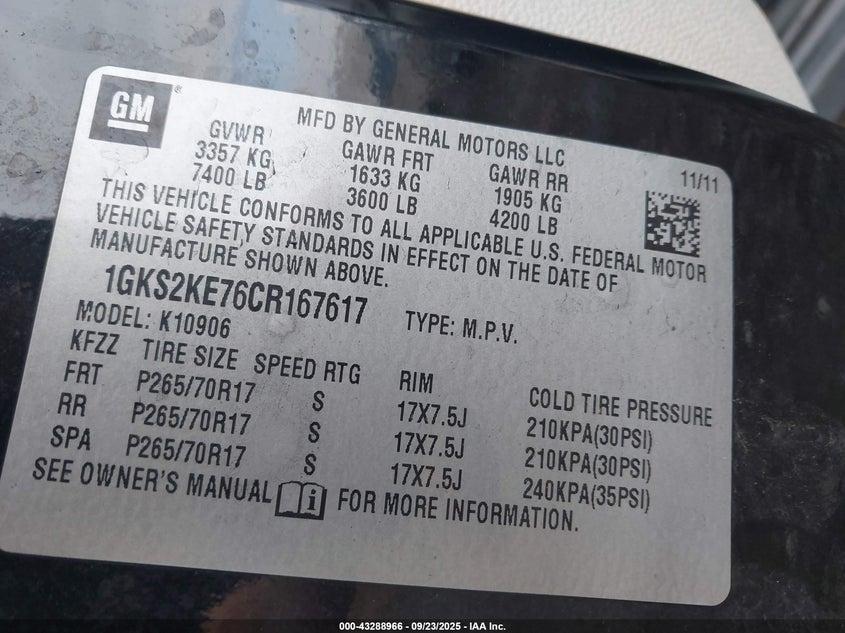 GM
®
MFD BY GENERAL MOTORS LLC
GVWR GAWR FRT GAWR RR 11/11
3357 KG 1633 KG 1905 KG
7400 LB 3600 LB 4200 LB
THIS VEHICLE CONFORMS TO ALL APPLICABLE U.S. FEDERAL MOTOR
VEHICLE SAFETY STANDARDS IN EFFECT ON THE DATE OF
MANUFACTURE SHOWN ABOVE.
1GKS2KE76CR167617 TYPE: M.P.V.
MODEL: K10906
KFZZ TIRE SIZE SPEED RTG RIM COLD TIRE PRESSURE
FRT P265/70R17 S 17X7.5J 210KPA(30PSI)
RR P265/70R17 S 17X7.5J 210KPA(30PSI)
SPA P265/70R17 S 17X7.5J 240KPA(35PSI)
SEE OWNER'S MANUAL i FOR MORE INFORMATION.
000-43288966 - 09/23/2025 - IAA Inc.